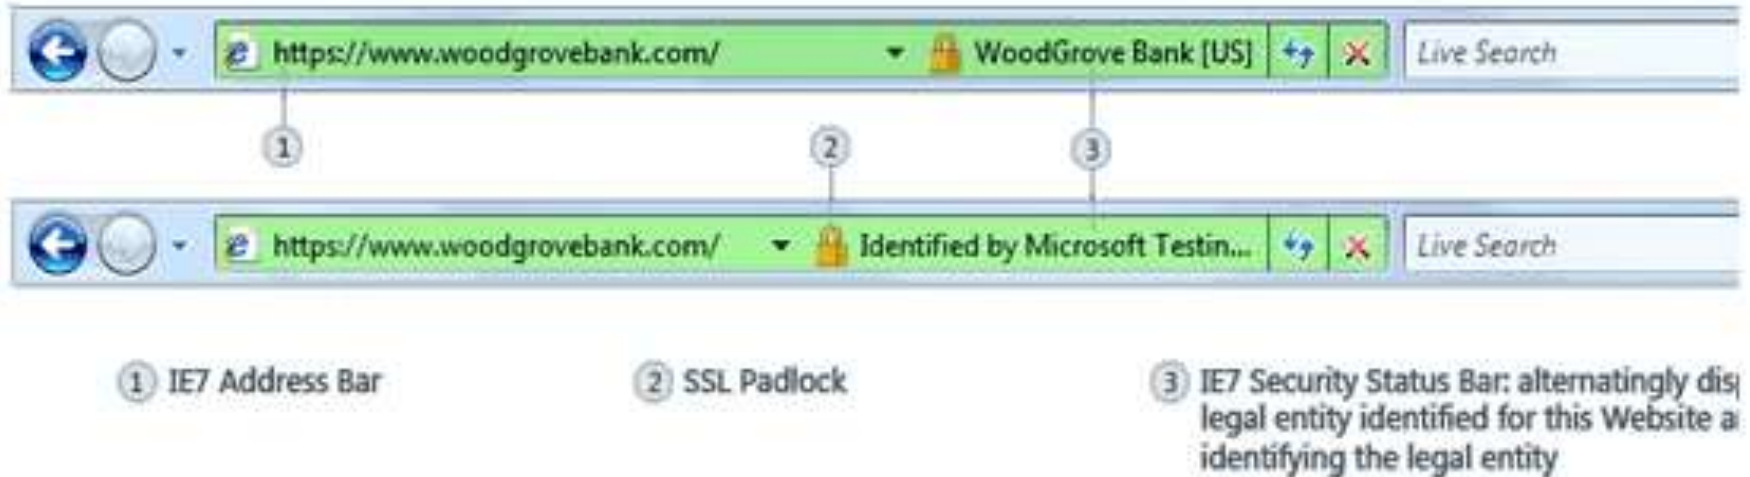 https://www.woodgrovebank.com/ WoodGrove Bank [US] Live Search
1 2 3
https://www.woodgrovebank.com/ Identified by Microsoft Testin... Live Search
1 IE7 Address Bar 2 SSL Padlock 3 IE7 Security Status Bar: alternatingly
legal entity identified for this Website
identifying the legal entity